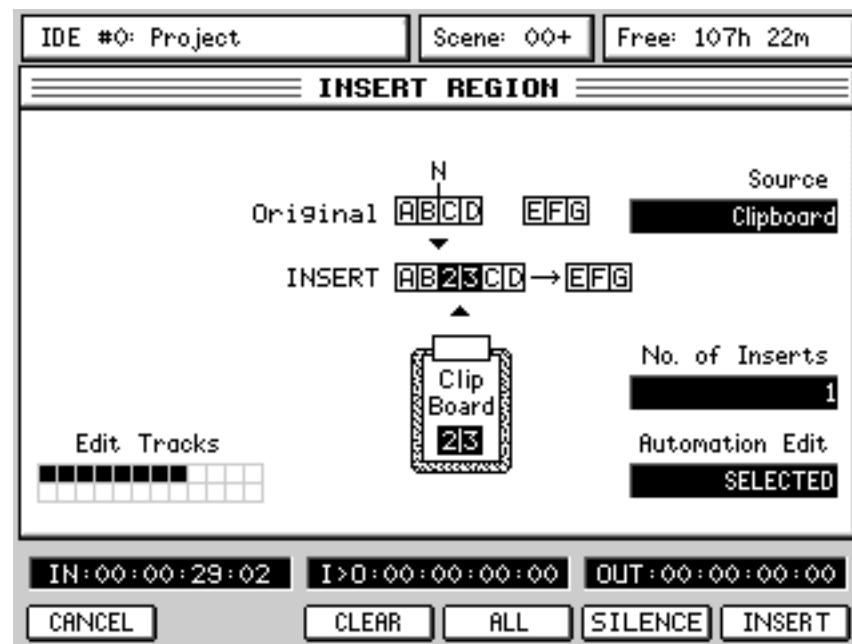 IDE #0: Project
Scene: 00+
Free: 107h 22m
INSERT REGION
N
Source
Original ABCD EFG
Clipboard
INSERT AB23CD→EFG
Clip
Board
23
No. of Inserts
1
Edit Tracks
Automation Edit
SELECTED
IN:00:00:29:02
I>O:00:00:00:00
OUT:00:00:00:00
CANCEL
CLEAR
ALL
SILENCE
INSERT